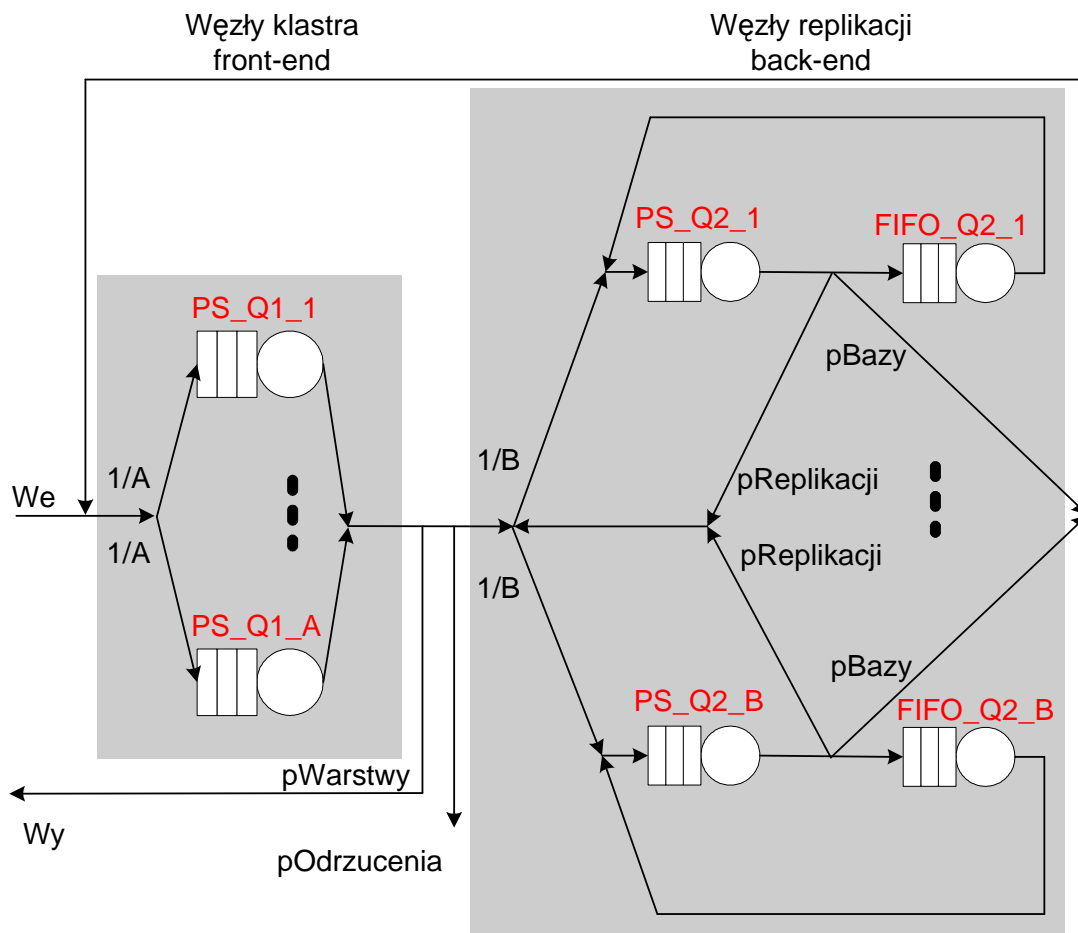 Węzły klastra
front-end
Węzły replikacji
back-end
PS_Q2_1
FIFO_Q2_1
PS_Q1_1
pBazy
1/B
1/A
pReplikacji
We
1/A
pReplikacji
1/B
PS_Q1_A
pBazy
PS_Q2_B
FIFO_Q2_B
pWarstwy
Wy
pOdrzucenia